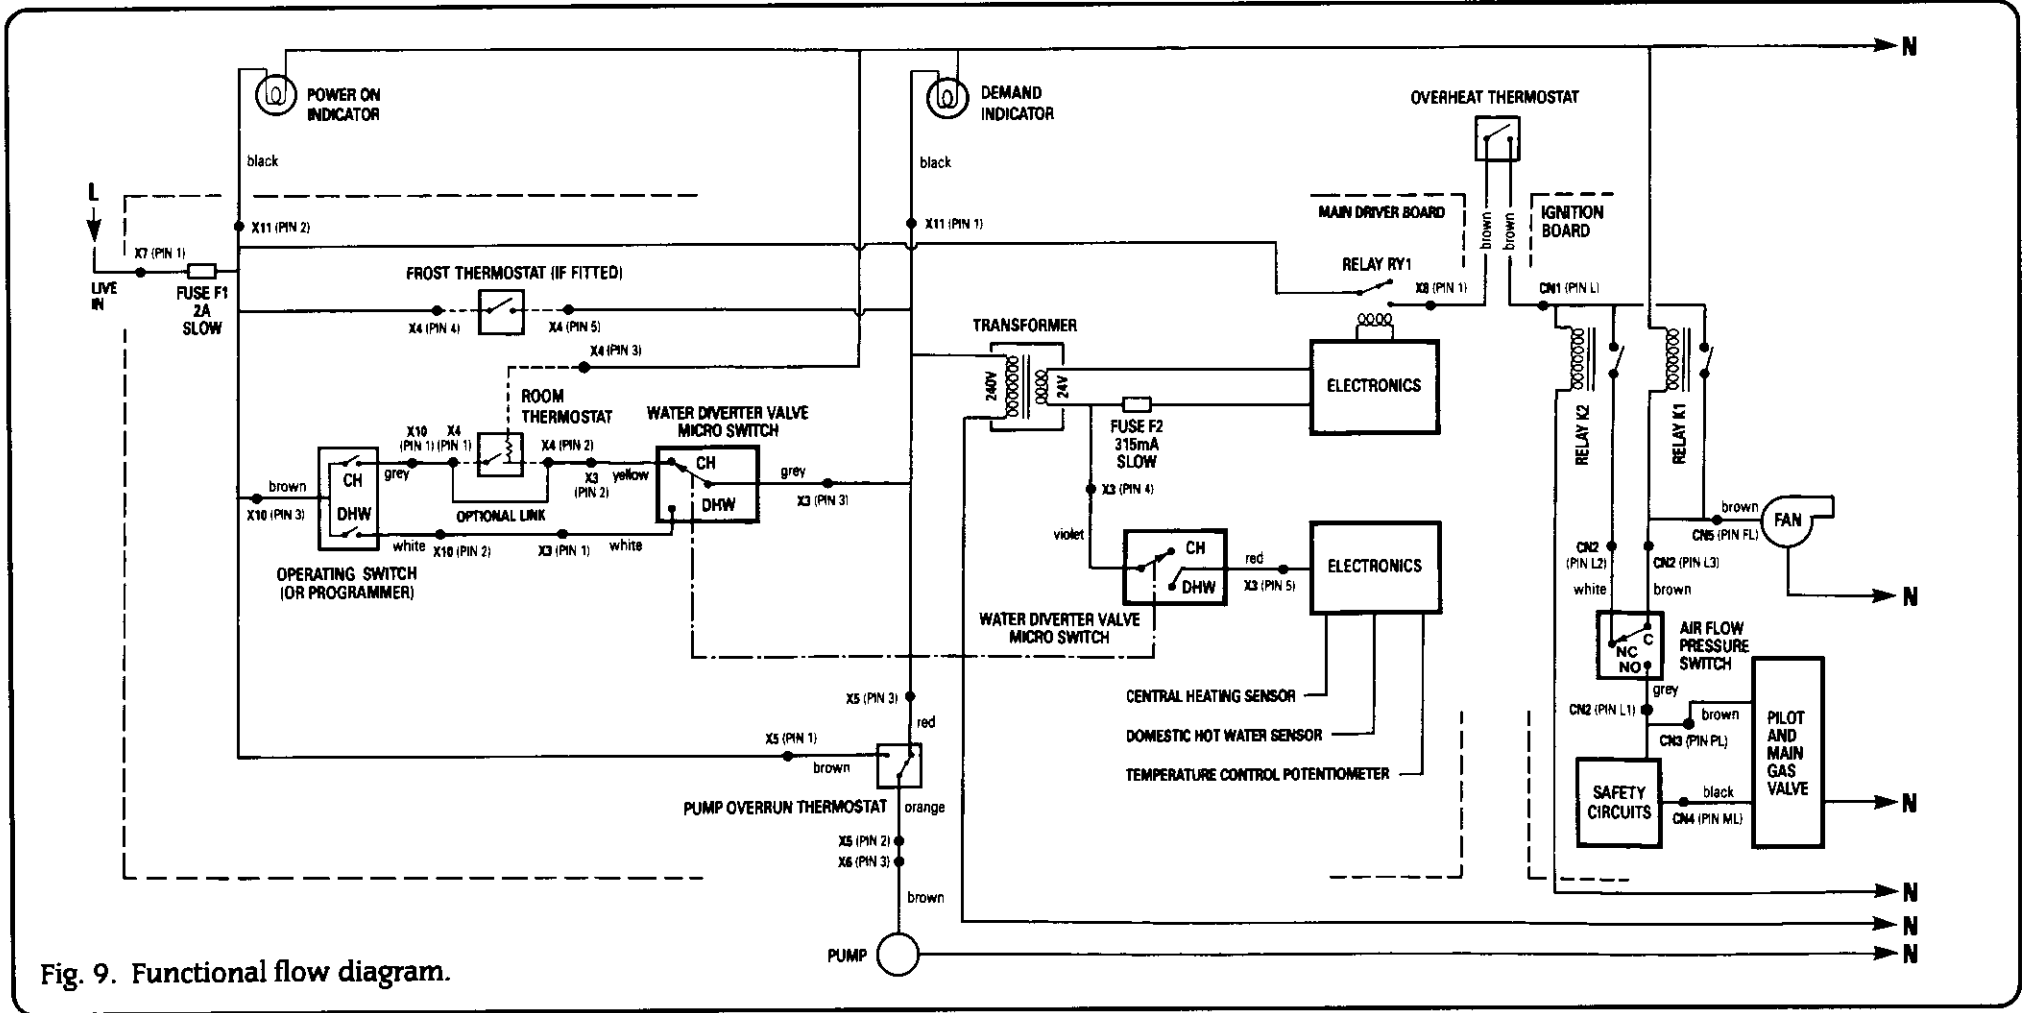 N
POWER ON
INDICATOR
DEMAND
INDICATOR
OVERHEAT THERMOSTAT
black
black
L
X7 (PIN 1)
LIVE
IN
FUSE F1
2A
SLOW
X11 (PIN 2)
X11 (PIN 1)
MAIN DRIVER BOARD
IGNITION
BOARD
brown
brown
FROST THERMOSTAT (IF FITTED)
X4 (PIN 4)
X4 (PIN 5)
RELAY RY1
X8 (PIN 1)
CN1 (PIN L)
X4 (PIN 3)
TRANSFORMER
240V
24V
ELECTRONICS
FUSE F2
315mA
SLOW
RELAY K2
RELAY K1
ROOM
THERMOSTAT
WATER DIVERTER VALVE
MICRO SWITCH
X10
(PIN 1)
X4
(PIN 1)
X4 (PIN 2)
grey
X3
(PIN 2)
yellow
CH
DHW
grey
X3 (PIN 3)
brown
X10 (PIN 3)
CH
DHW
OPTIONAL LINK
white
X10 (PIN 2)
X3 (PIN 1)
white
OPERATING SWITCH
(OR PROGRAMMER)
X3 (PIN 4)
violet
CH
DHW
red
X3 (PIN 5)
ELECTRONICS
WATER DIVERTER VALVE
MICRO SWITCH
brown
CN5 (PIN FL)
FAN
N
CN2
(PIN L2)
CN2 (PIN L3)
white
brown
C
NC
NO
AIR FLOW
PRESSURE
SWITCH
grey
CN2 (PIN L1)
brown
CN3 (PIN PL)
PILOT
AND
MAIN
GAS
VALVE
SAFETY
CIRCUITS
black
CN4 (PIN ML)
N
CENTRAL HEATING SENSOR
DOMESTIC HOT WATER SENSOR
TEMPERATURE CONTROL POTENTIOMETER
X5 (PIN 3)
red
X5 (PIN 1)
brown
PUMP OVERRUN THERMOSTAT
orange
X5 (PIN 2)
X6 (PIN 3)
brown
N
N
PUMP
N
Fig. 9. Functional flow diagram.